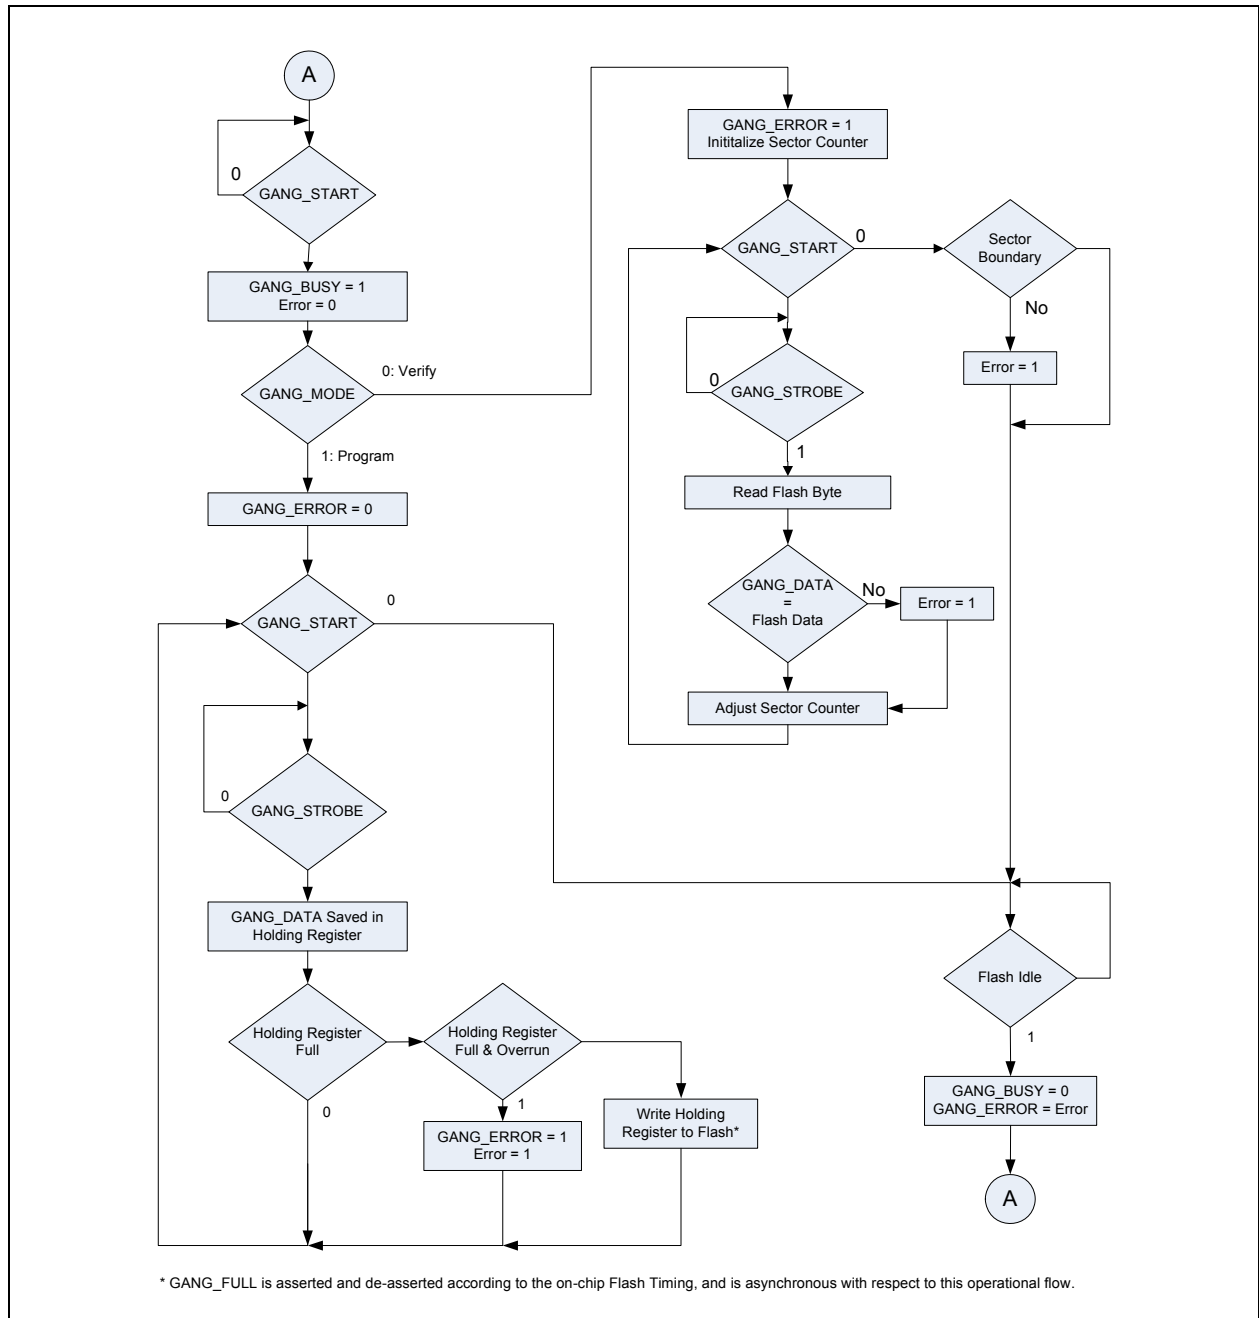 A
0
GANG_START
GANG_BUSY = 1
Error = 0
GANG_MODE
0: Verify
1: Program
GANG_ERROR = 0
GANG_START
0
0
GANG_STROBE
GANG_DATA Saved in
Holding Register
Holding Register
Full
0
Holding Register
Full & Overrun
1
GANG_ERROR = 1
Error = 1
Write Holding
Register to Flash*
GANG_ERROR = 1
Inititalize Sector Counter
GANG_START
0
Sector
Boundary
No
Error = 1
0
GANG_STROBE
1
Read Flash Byte
GANG_DATA
=
Flash Data
No
Error = 1
Adjust Sector Counter
Flash Idle
1
GANG_BUSY = 0
GANG_ERROR = Error
A
* GANG_FULL is asserted and de-asserted according to the on-chip Flash Timing, and is asynchronous with respect to this operational flow.